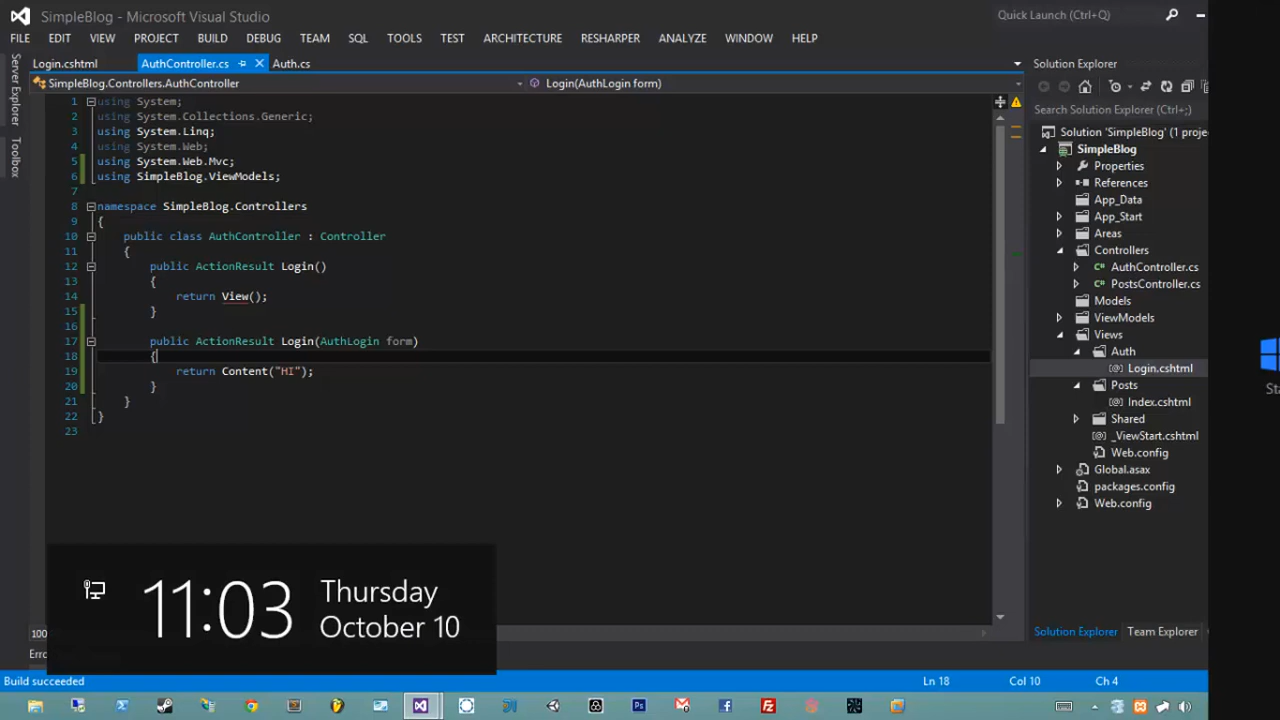 SimpleBlog - Microsoft Visual Studio
Quick Launch (Ctrl+Q)
FILE EDIT VIEW PROJECT BUILD DEBUG TEAM SQL TOOLS TEST ARCHITECTURE RESHARPER ANALYZE WINDOW HELP
Login.cshtml AuthController.cs Auth.cs
SimpleBlog.Controllers.AuthController
Login(AuthLogin form)
Server Explorer
Toolbox
1 using System;
2 using System.Collections.Generic;
3 using System.Linq;
4 using System.Web;
5 using System.Web.Mvc;
6 using SimpleBlog.ViewModels;
7
8 namespace SimpleBlog.Controllers
9 {
10 public class AuthController : Controller
11 {
12 public ActionResult Login()
13 {
14 return View();
15 }
16
17 public ActionResult Login(AuthLogin form)
18 {
19 return Content("HI");
20 }
21 }
22 }
23
100
Solution Explorer
Search Solution Explorer (Ctrl+;)
Solution 'SimpleBlog' (1 proje
SimpleBlog
Properties
References
App_Data
App_Start
Areas
Controllers
AuthController.cs
PostsController.cs
Models
ViewModels
Views
Auth
Login.cshtml
Posts
Index.cshtml
Shared
_ViewStart.cshtml
Web.config
Global.asax
packages.config
Web.config
Solution Explorer Team Explorer
Sta
11:03
Thursday
October 10
Erro
Build succeeded
Ln 18 Col 10 Ch 4